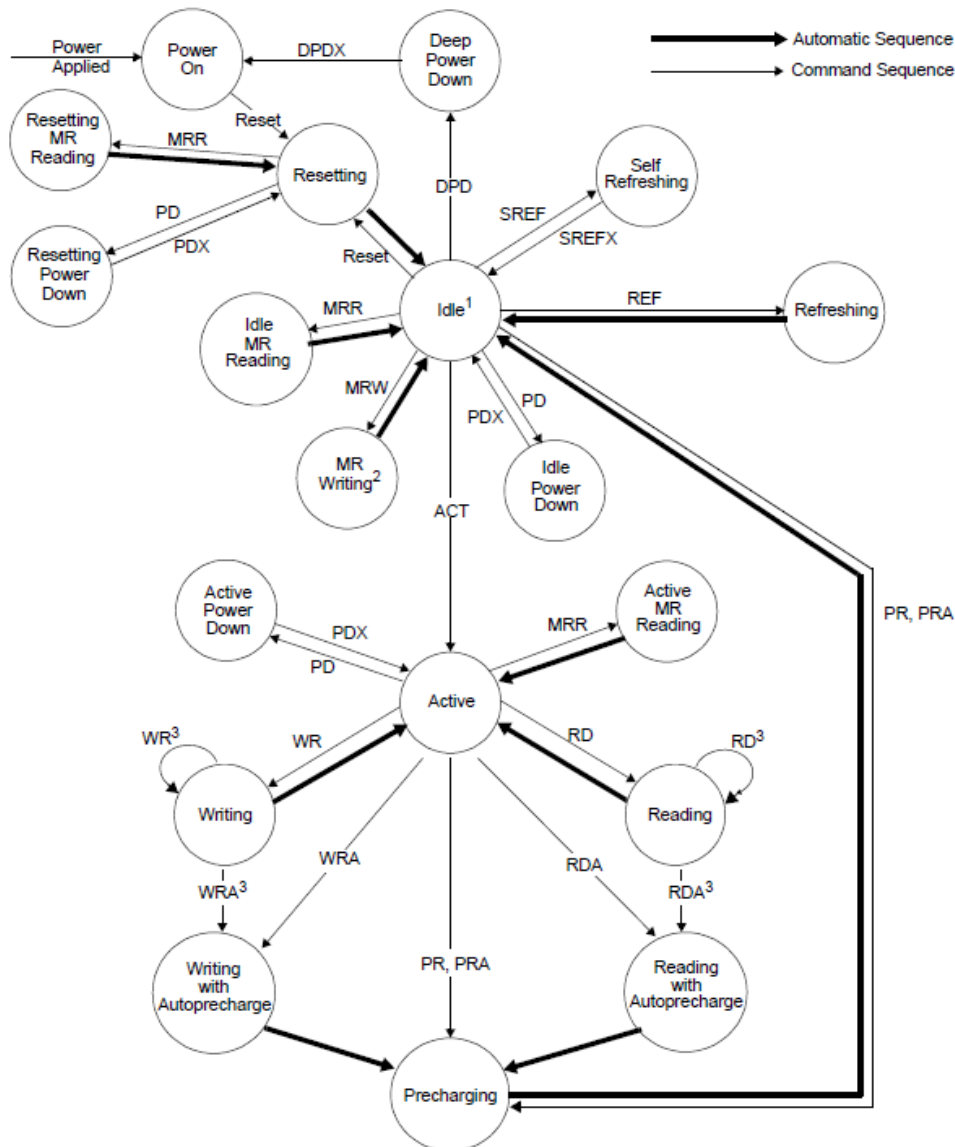 Power
Applied
Power
On
DPDX
Deep
Power
Down
Automatic Sequence
Command Sequence
Reset
Resetting
MR
Reading
MRR
Resetting
DPD
Self
Refreshing
SREF
SREFX
PD
PDX
Resetting
Power
Down
Reset
Idle1
REF
Refreshing
MRR
Idle
MR
Reading
MRW
PD
PDX
MR
Writing2
Idle
Power
Down
ACT
Active
Power
Down
PDX
PD
MRR
Active
MR
Reading
PR, PRA
Active
WR3
WR
RD
RD3
Writing
Reading
WRA
RDA
WRA3
RDA3
Writing
with
Autoprecharge
PR, PRA
Reading
with
Autoprecharge
Precharging